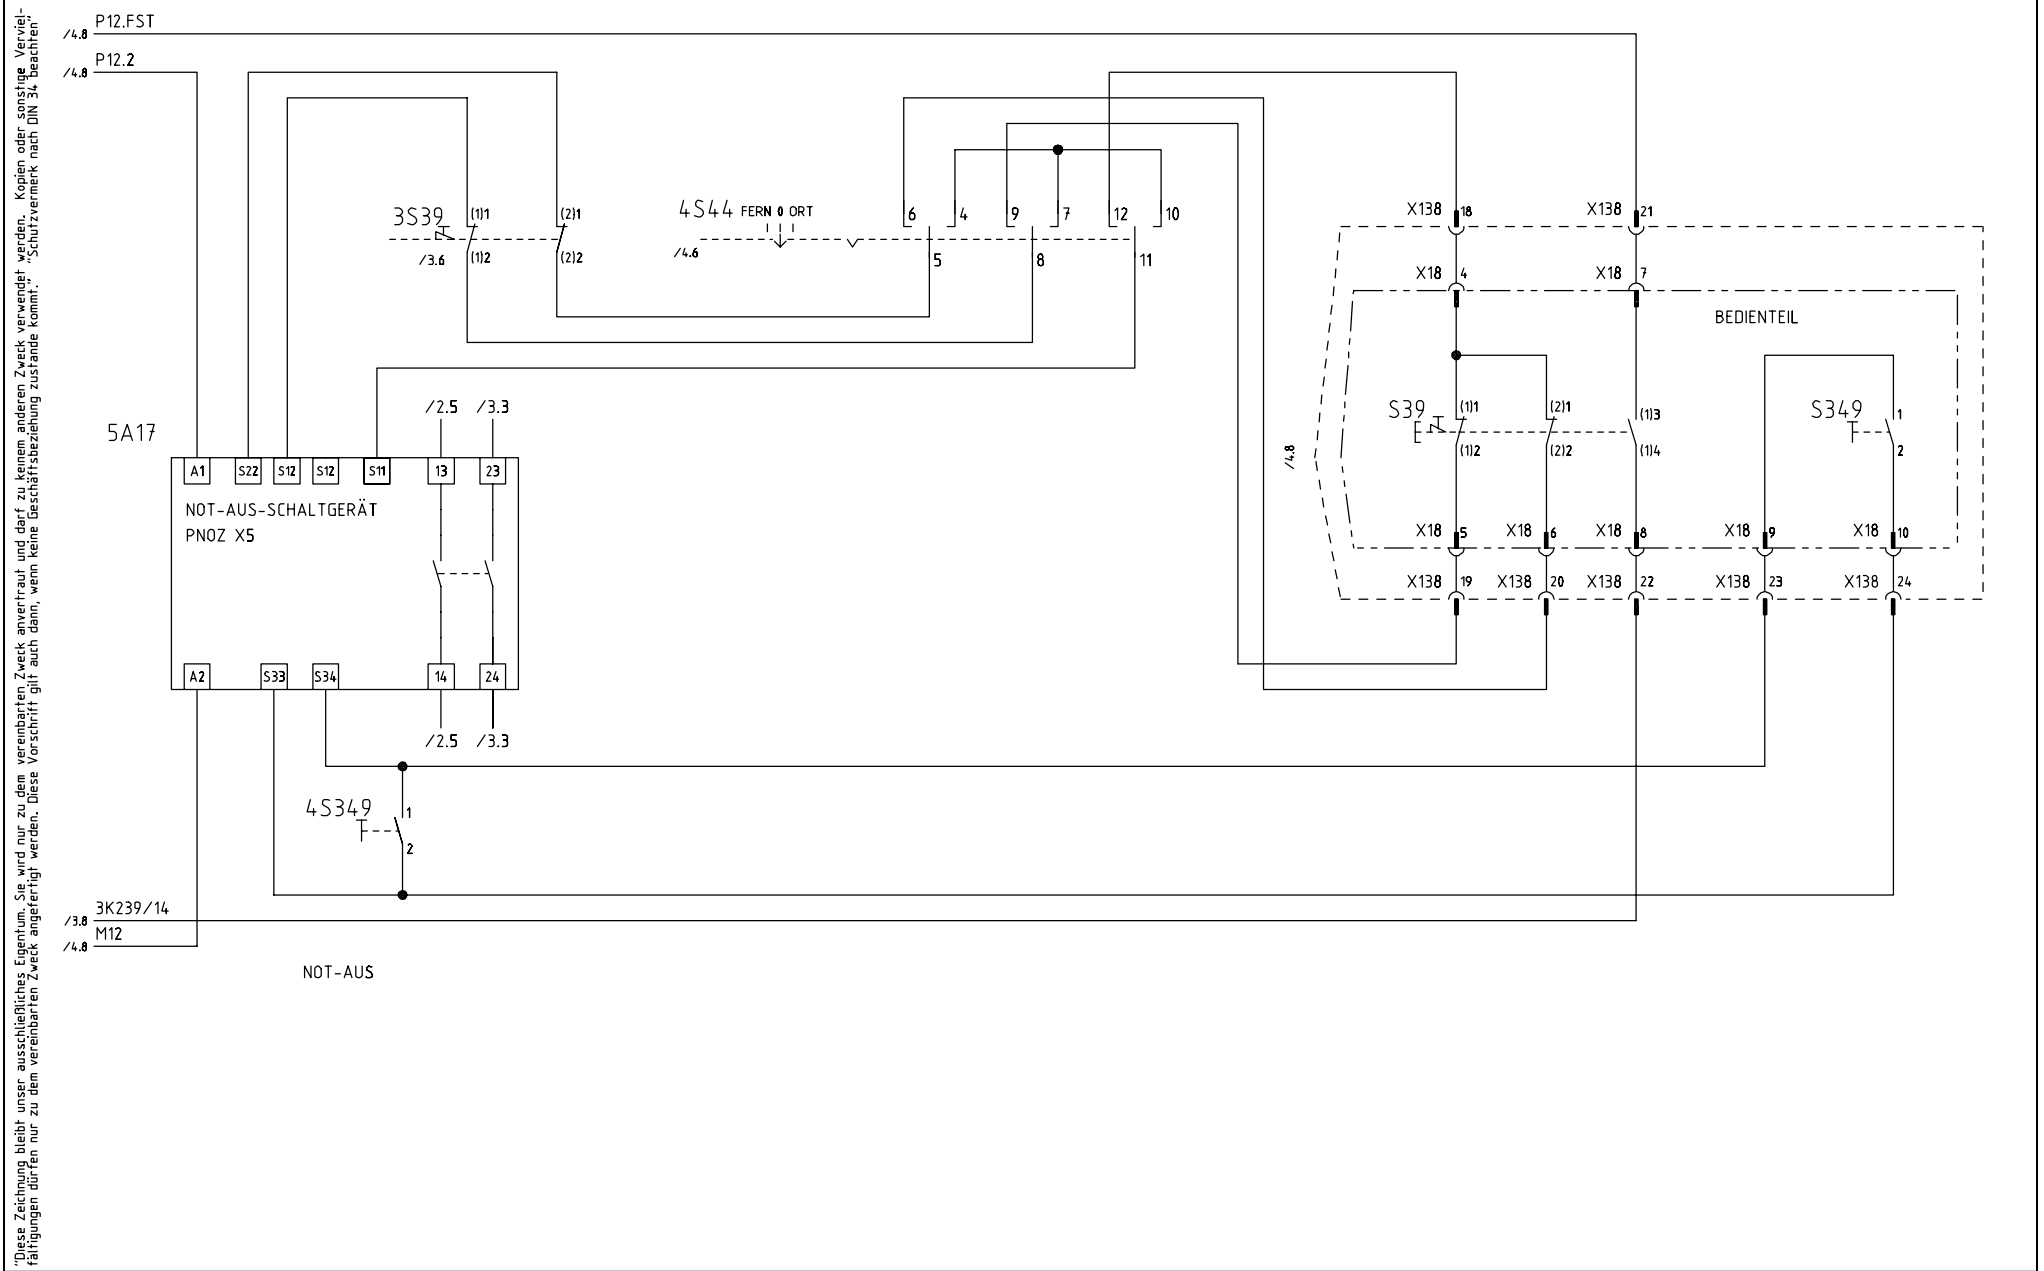 "Diese Zeichnung bleibt unser ausschließliches Eigentum. Sie wird nur zu dem vereinbarten Zweck anvertraut und darf zu keinem anderen Zweck verwendet werden. Kopien oder sonstige Verviel-
fältigungen dürfen nur zu dem vereinbarten Zweck angefertigt werden. Diese Vorschrift gilt auch dann, wenn keine Geschäftsbeziehung zustande kommt." "Schutzvermerk nach DIN 34 beachten"
P12.FST
/4.8
P12.2
/4.8
3S39
/3.6
(1)1
(2)1
(1)2
(2)2
4S44 FERN 0 ORT
/4.6
6 4 9 7 12 10
5 8 11
X138 18
X138 21
X18 4
X18 7
BEDIENTEIL
/2.5 /3.3
5A17
A1 S22 S12 S12 S11 13 23
NOT-AUS-SCHALTGERÄT
PNOZ X5
S39
(1)1 (2)1 (1)3
(1)2 (2)2 (1)4
S349
1
2
/4.8
X18 5 X18 6 X18 8 X18 9 X18 10
X138 19 X138 20 X138 22 X138 23 X138 24
A2 S33 S34 14 24
/2.5 /3.3
4S349
1
2
3K239/14
/3.8
M12
/4.8
NOT-AUS